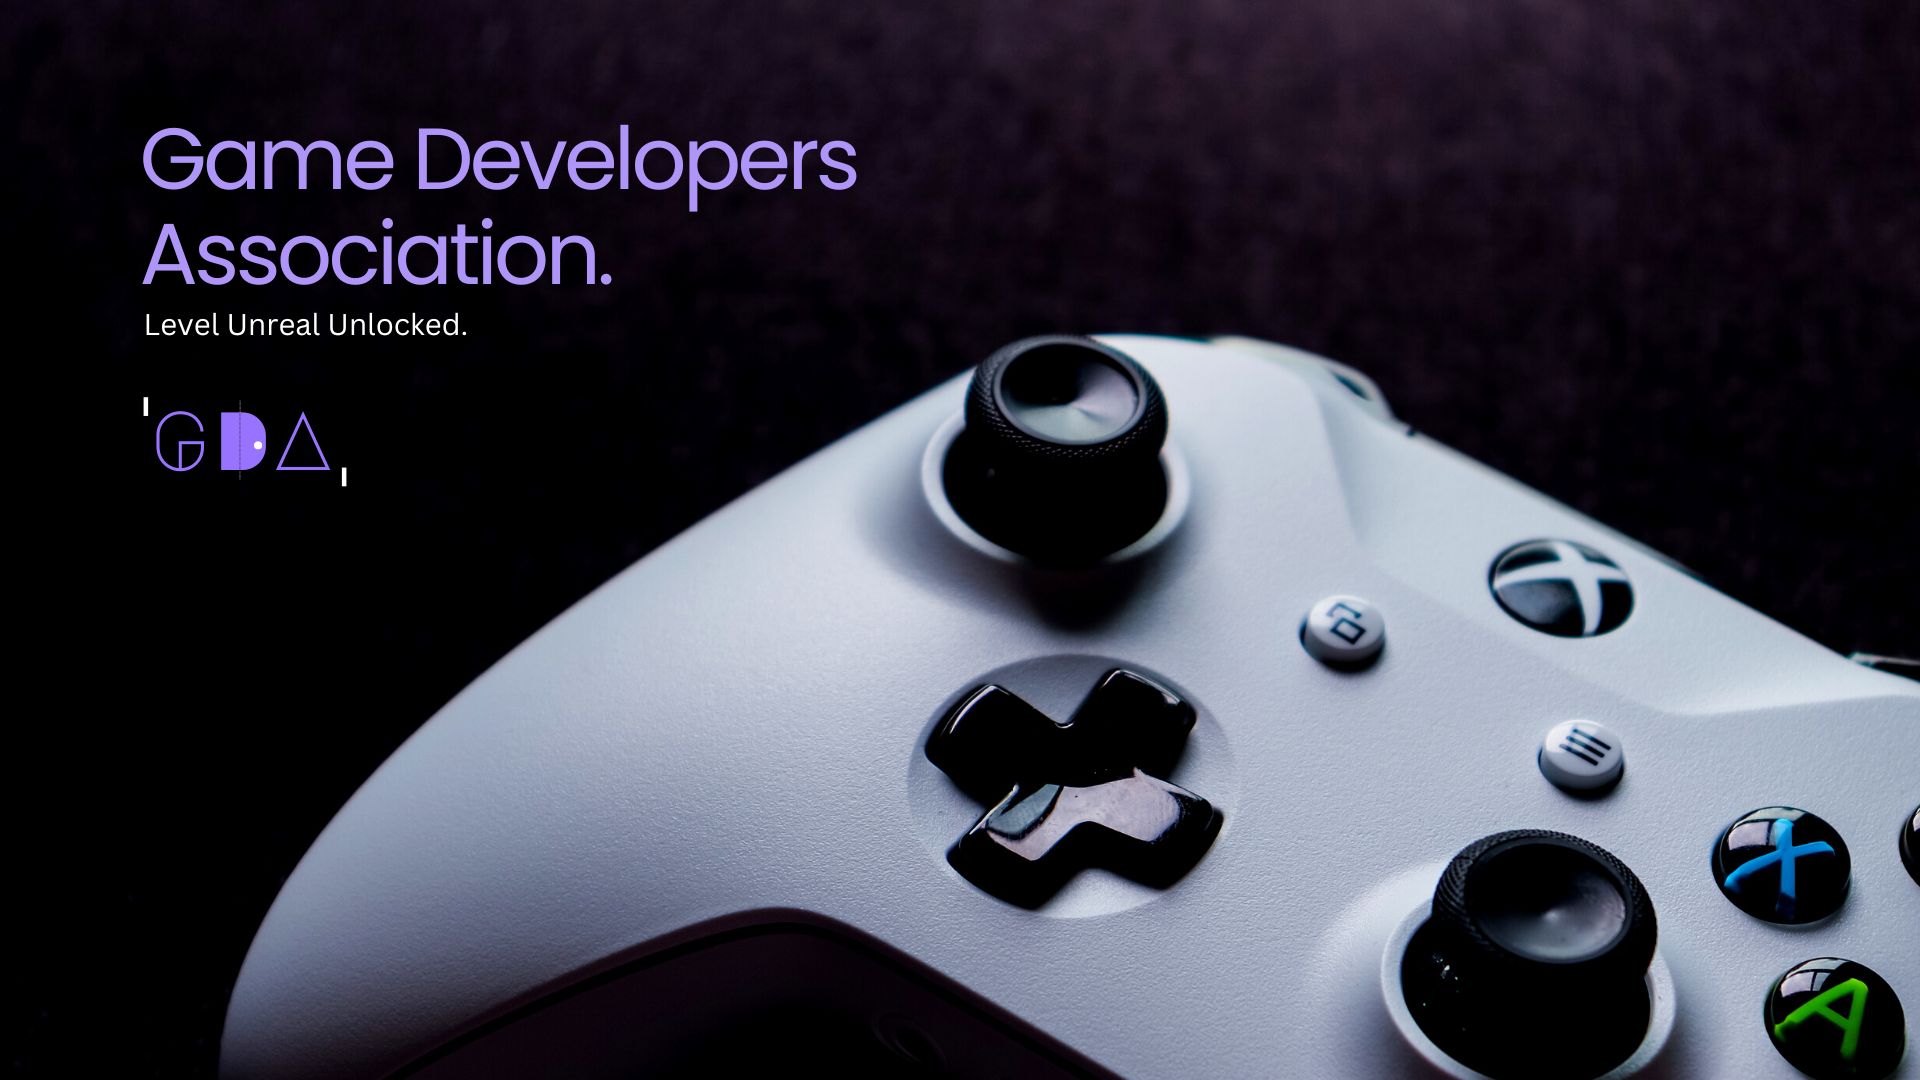 Game Developers
Association.
Level Unreal Unlocked.
GDA
X
A